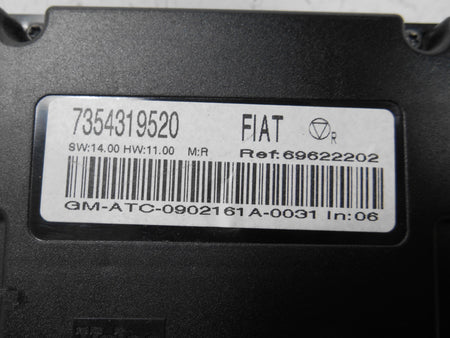 7354319520 FIAT R
SW:14.00 HW:11.00 M:R Ref:69622202
GM-ATC-0902161A-0031 In:06